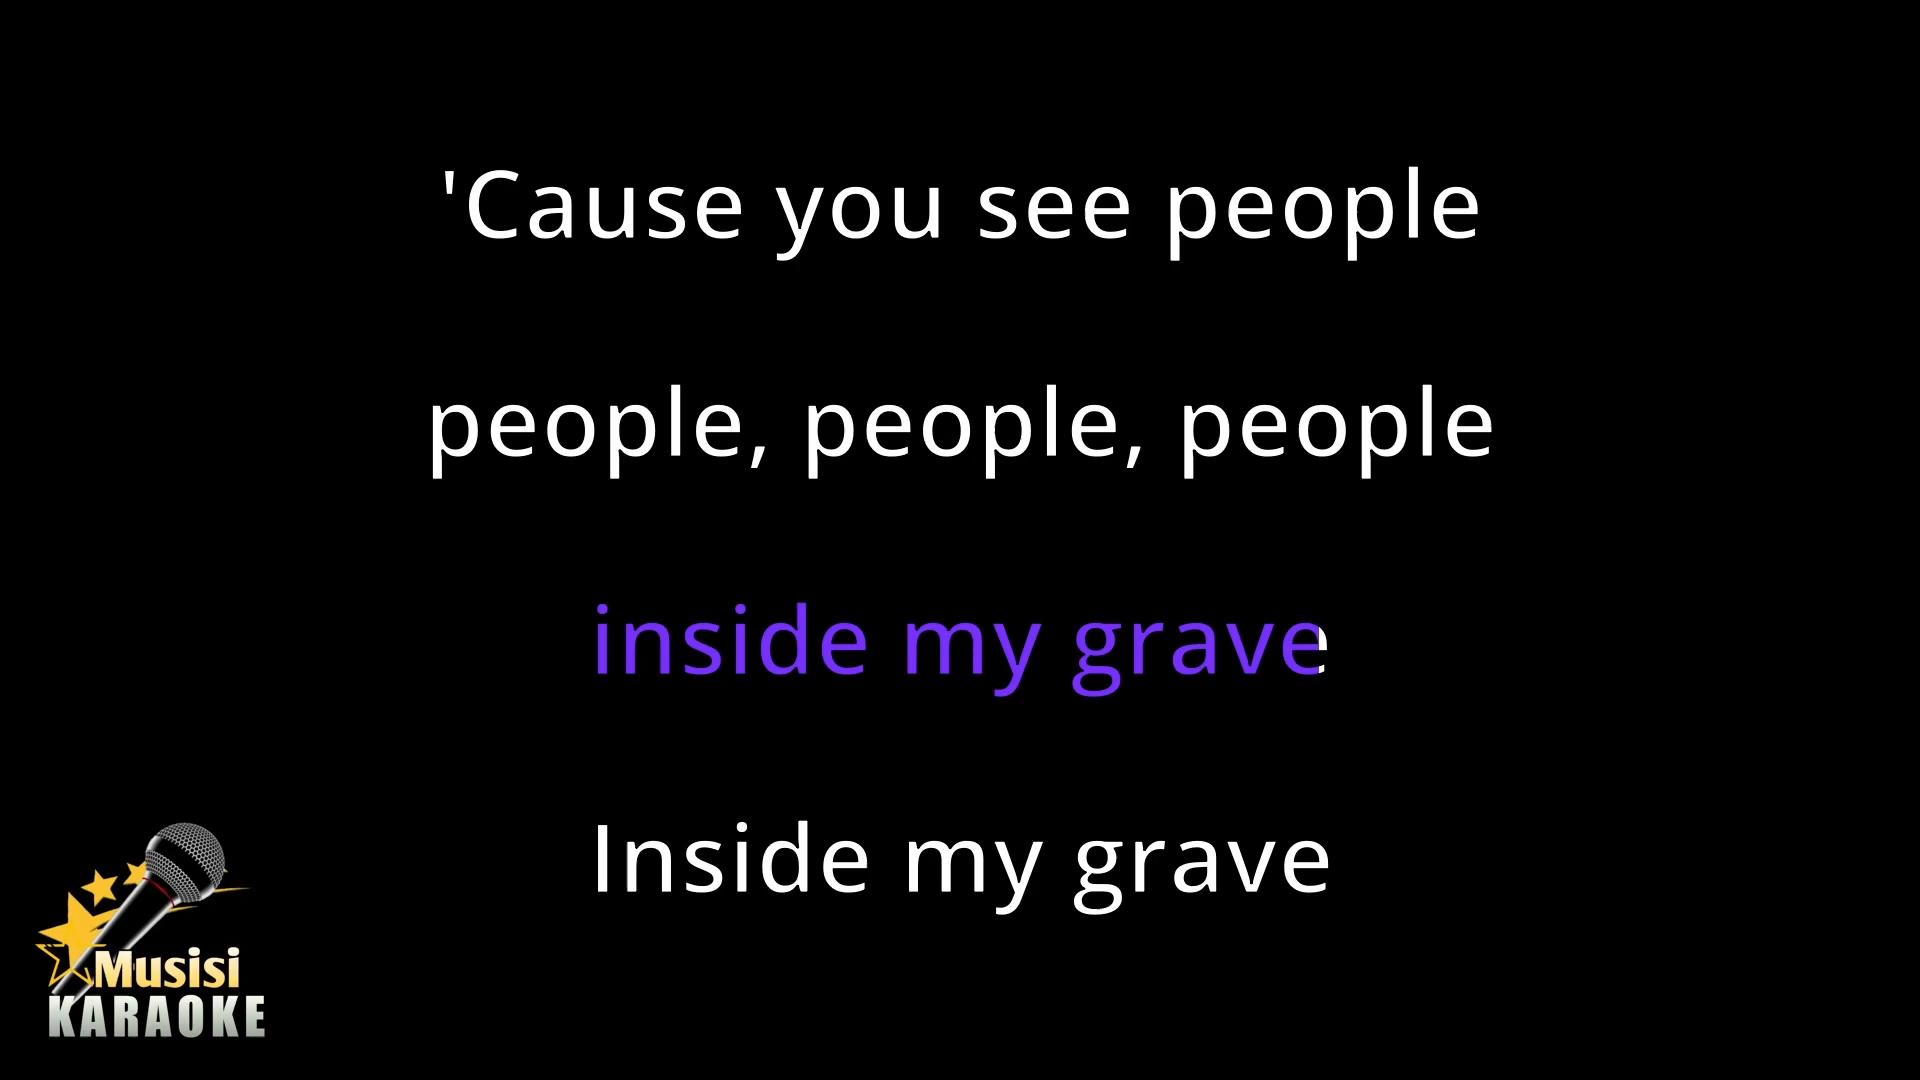 'Cause you see people
people, people, people
inside my grave
Inside my grave
Musisi
KARAOKE